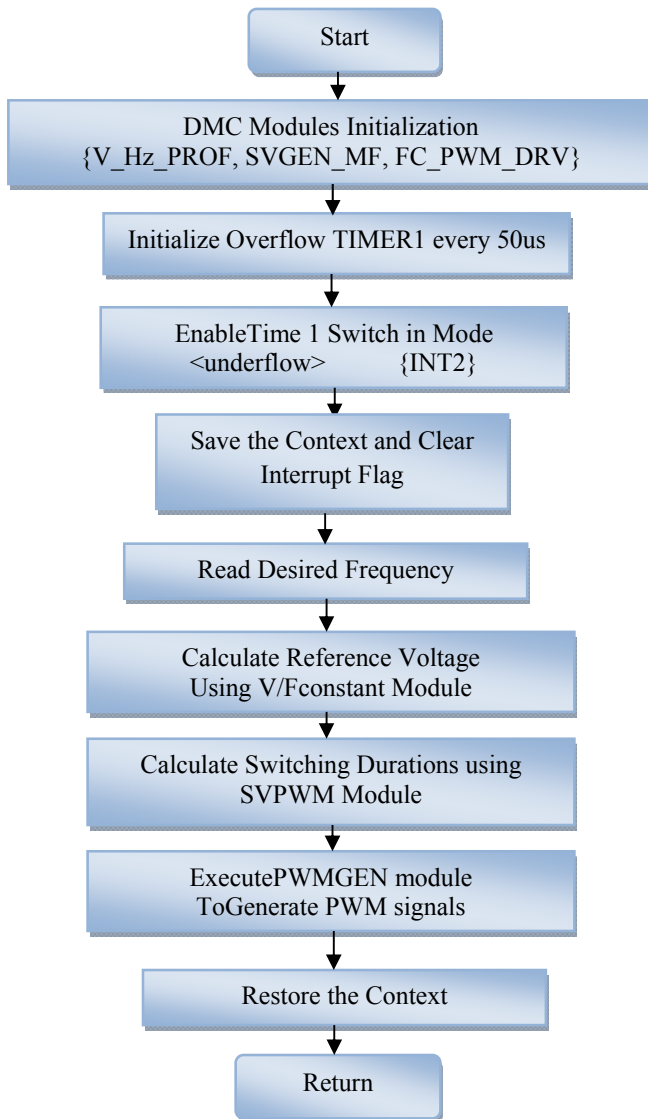 Start
DMC Modules Initialization
{V_Hz_PROF, SVGEN_MF, FC_PWM_DRV}
Initialize Overflow TIMER1 every 50us
EnableTime 1 Switch in Mode
<underflow> {INT2}
Save the Context and Clear
Interrupt Flag
Read Desired Frequency
Calculate Reference Voltage
Using V/Fconstant Module
Calculate Switching Durations using
SVPWM Module
ExecutePWMGEN module
ToGenerate PWM signals
Restore the Context
Return